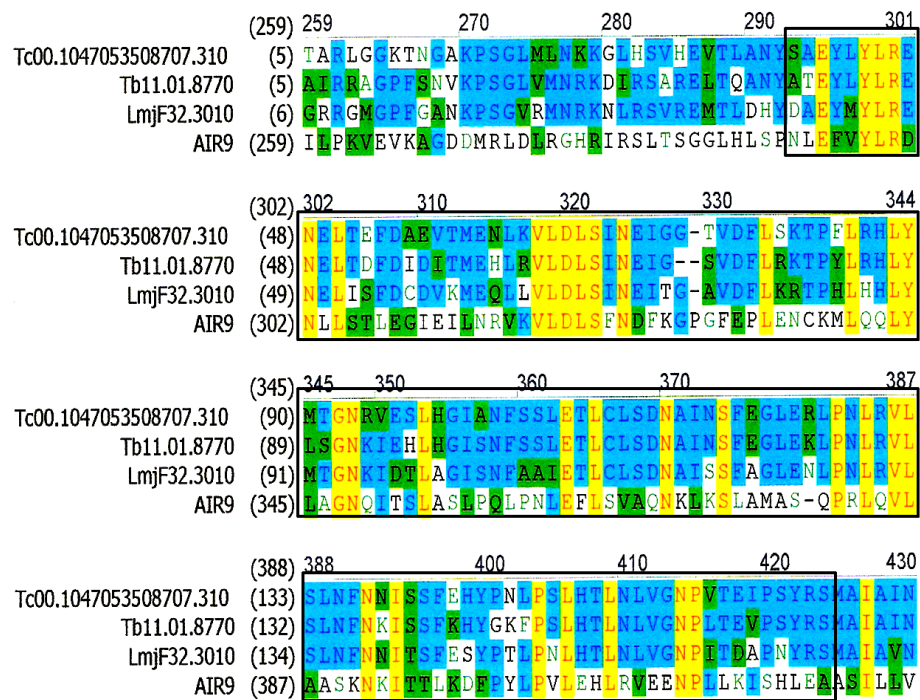 (259) 259 270 280 290 301
Tc00.1047053508707.310 (5) TARLGGKTNGAKPSGLMLNKKGLHSVHEVTLANYSAEYLYLRE
Tb11.01.8770 (5) AIRRAGPFSNVKPSGLVMNRKDIRSARELTQANYATEYLYLRE
LmjF32.3010 (6) GRRGMGPFGANKPSGVRMNRKNLRSVREMTLDHYDAEYMYLRE
AIR9 (259) ILPKVEVKAGDDMRLDLRGHRIRSLTSGGLHLSPNLEFVYLRD
(302) 302 310 320 330 344
Tc00.1047053508707.310 (48) NELTEFDAEVTMENLKVLDLSINEIGG-TVDFLSKTPFLRHLY
Tb11.01.8770 (48) NELTDFDIDITMEHLRVLDLSINEIG--SVDFLRKTPYLRHLY
LmjF32.3010 (49) NELISFDCDVKMEQLLVLDLSINEITG-AVDFLKRTPHLHHLY
AIR9 (302) NLLSTLEGIEILNRVKVLDLSFNDFKGPGFEPLENCKMLQQLY
(345) 345 350 360 370 387
Tc00.1047053508707.310 (90) MTGNRVESLHGIANFSSLETLCLSDNAINSFEGLERLPNLRVL
Tb11.01.8770 (89) LSGNKIEHLHGISNFSSLETLCLSDNAINSFEGLEKLPNLRVL
LmjF32.3010 (91) MTGNKIDTLAGISNFAAIETLCLSDNAISSFAGLENLPNLRVL
AIR9 (345) LAGNQITSLASLPQLPNLEFLSVAQNKLKSLAMAS-QPRLQVL
(388) 388 400 410 420 430
Tc00.1047053508707.310 (133) SLNFNNISSFEHYPNLPSLHTLNLVGNPVTEIPSYRSMAIAIN
Tb11.01.8770 (132) SLNFNKISSFKHYGKFPSLHTLNLVGNPLTEVPSYRSMAIAIN
LmjF32.3010 (134) SLNFNNITSFESYPTLPNLHTLNLVGNPITDAPNYRSMAIAVN
AIR9 (387) AASKNKITTLKDFPYLPVLEHLRVEENPLLKISHLEAASILLV